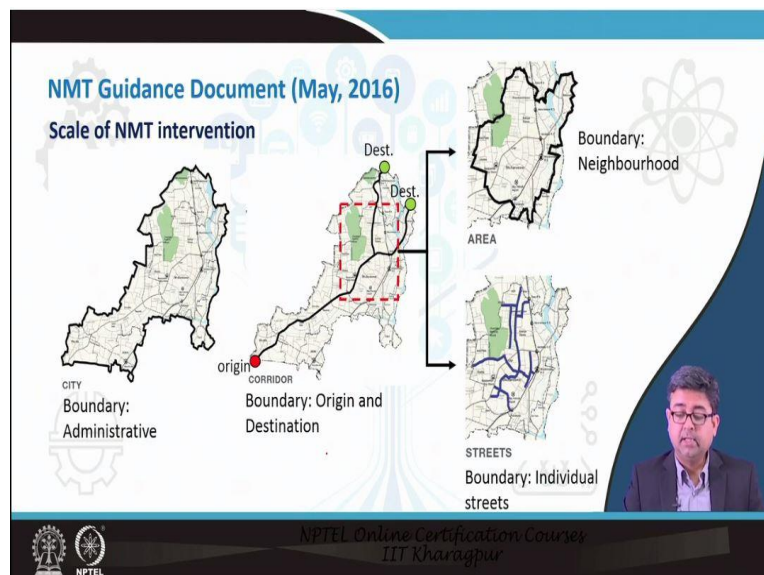 NMT Guidance Document (May, 2016)
Scale of NMT intervention
CITY
Boundary:
Administrative
Dest.
Dest.
origin
CORRIDOR
Boundary: Origin and
Destination
AREA
Boundary:
Neighbourhood
STREETS
Boundary: Individual
streets
NPTEL
NPTEL Online Certification Courses
IIT Kharagpur